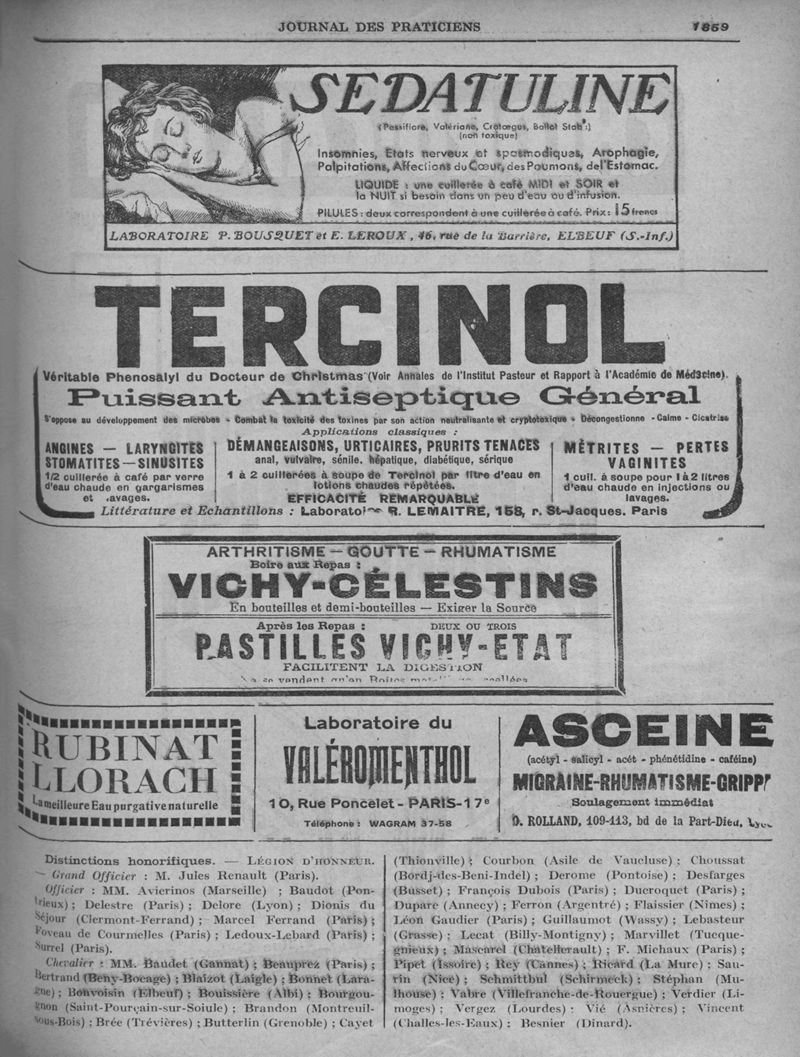 JOURNAL DES PRATICIENS 1859
SÉDATULINE
(Passiflore, Valériane, Cratœgus, Ballot Stab*:)
(non toxique)
Insomnies, Etats nerveux et spasmodiques, Arophagie,
Palpitations, Affections du Cœur, des Poumons, de l'Estomac.
LIQUIDE : une cuillerée à café MIDI et SOIR et
la NUIT si besoin dans un peu d'eau ou d'infusion.
PILULES : deux correspondent à une cuillerée à café. Prix: 15 francs
LABORATOIRE P. BOUSQUET et E. LEROUX, 46, rue de la Barrière, ELBEUF (S.-Inf.)
TERCINOL
Véritable Phenosalyl du Docteur de Christmas (Voir Annales de l'Institut Pasteur et Rapport à l'Académie de Médecine).
Puissant Antiseptique Général
S'oppose au développement des microbes - Combat la toxicité des toxines par son action neutralisante et cryptotoxique - Décongestionne - Calme - Cicatrise
Applications classiques :
ANGINES — LARYNGITES
STOMATITES — SINUSITES
1/2 cuillerée à café par verre
d'eau chaude en gargarismes
et lavages.
DÉMANGEAISONS, URTICAIRES, PRURITS TENACES
anal, vulvaire, sénile, hépatique, diabétique, sérique
1 à 2 cuillerées à soupe de Tercinol par litre d'eau en
lotions chaudes répétées.
EFFICACITÉ REMARQUABLE
MÉTRITES — PERTES
VAGINITES
1 cuil. à soupe pour 1 à 2 litres
d'eau chaude en injections ou
lavages.
Littérature et Echantillons : Laboratoire R. LEMAITRE, 158, r. St-Jacques. Paris
ARTHRITISME — GOUTTE — RHUMATISME
Boire aux Repas :
VICHY-CÉLESTINS
En bouteilles et demi-bouteilles — Exiger la Source
Après les Repas : DEUX OU TROIS
PASTILLES VICHY-ETAT
FACILITENT LA DIGESTION
Ne se vendent qu'en Boites scellées
RUBINAT
LLORACH
La meilleure Eau purgative naturelle
Laboratoire du
VALÉROMENTHOL
10, Rue Poncelet - PARIS-17e
Téléphone : WAGRAM 37-58
ASCEINE
(acétyl - salicyl - acét - phénétidine - caféine)
MIGRAINE-RHUMATISME-GRIPP
Soulagement immédiat
O. ROLLAND, 109-113, bd de la Part-Dieu, Lyon
Distinctions honorifiques. — LÉGION D'HONNEUR.
— Grand Officier : M. Jules Renault (Paris).
Officier : MM. Avierinos (Marseille) ; Baudot (Pon-
trieux) ; Delestre (Paris) ; Delore (Lyon) ; Dionis du
Séjour (Clermont-Ferrand) ; Marcel Ferrand (Paris) ;
Foveau de Courmelles (Paris) ; Ledoux-Lebard (Paris) ;
Surrel (Paris).
Chevalier : MM. Baudet (Gannat) ; Beauprez (Paris) ;
Bertrand (Beny-Bocage) ; Blaizot (Laigle) ; Bonnet (Lara-
gne) ; Bonvoisin (Elbeuf) ; Bouissière (Albi) ; Bourgou-
gnon (Saint-Pourçain-sur-Soiule) ; Brandon (Montreuil-
sous-Bois) ; Brée (Trévières) ; Butterlin (Grenoble) ; Cayet
(Thionville) ; Courbon (Asile de Vaucluse) ; Choussat
(Bordj-des-Beni-Indel) ; Derome (Pontoise) ; Desfarges
(Busset) ; François Dubois (Paris) ; Ducroquet (Paris) ;
Duparc (Annecy) ; Ferron (Argentré) ; Flaissier (Nîmes) ;
Léon Gaudier (Paris) ; Guillaumot (Wassy) ; Lebasteur
(Grasse) ; Lecat (Billy-Montigny) ; Marvillet (Tucque-
gnieux) ; Mascarel (Chatellerault) ; F. Michaux (Paris) ;
Pipet (Issoire) ; Rey (Cannes) ; Ricard (La Mure) ; Sau-
rin (Nice) ; Schmittbul (Schirmeck) ; Stéphan (Mu-
lhouse) ; Vabre (Villefranche-de-Rouergue) ; Verdier (Li-
moges) ; Vergez (Lourdes) ; Vié (Asnières) ; Vincent
(Challes-les-Eaux) ; Besnier (Dinard).